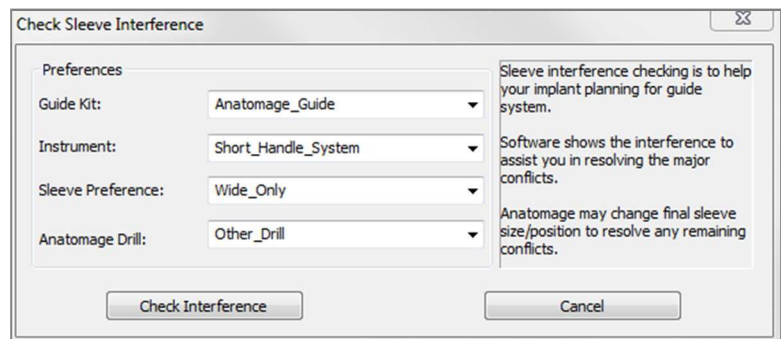 Check Sleeve Interference
Preferences
Guide Kit: Anatomage_Guide
Instrument: Short_Handle_System
Sleeve Preference: Wide_Only
Anatomage Drill: Other_Drill
Sleeve interference checking is to help
your implant planning for guide
system.
Software shows the interference to
assist you in resolving the major
conflicts.
Anatomage may change final sleeve
size/position to resolve any remaining
conflicts.
Check Interference
Cancel